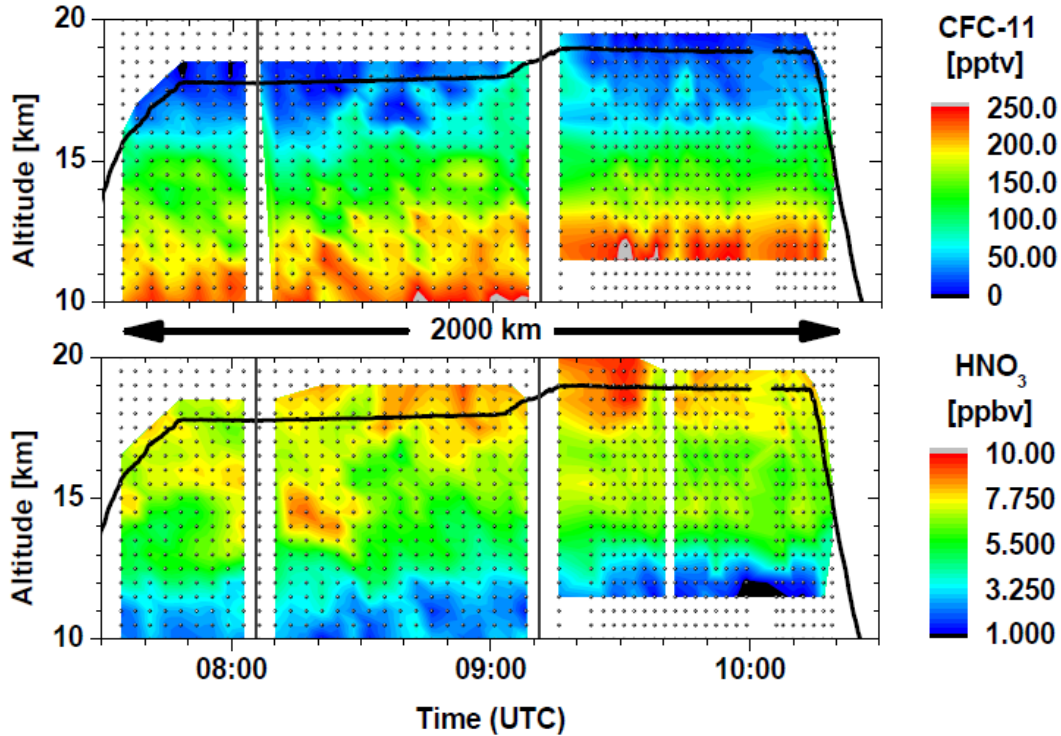 20
15
10
Altitude [km]
CFC-11
[pptv]
250.0
200.0
150.0
100.0
50.00
0
2000 km
20
15
10
Altitude [km]
HNO3
[ppbv]
10.00
7.750
5.500
3.250
1.000
08:00 09:00 10:00
Time (UTC)